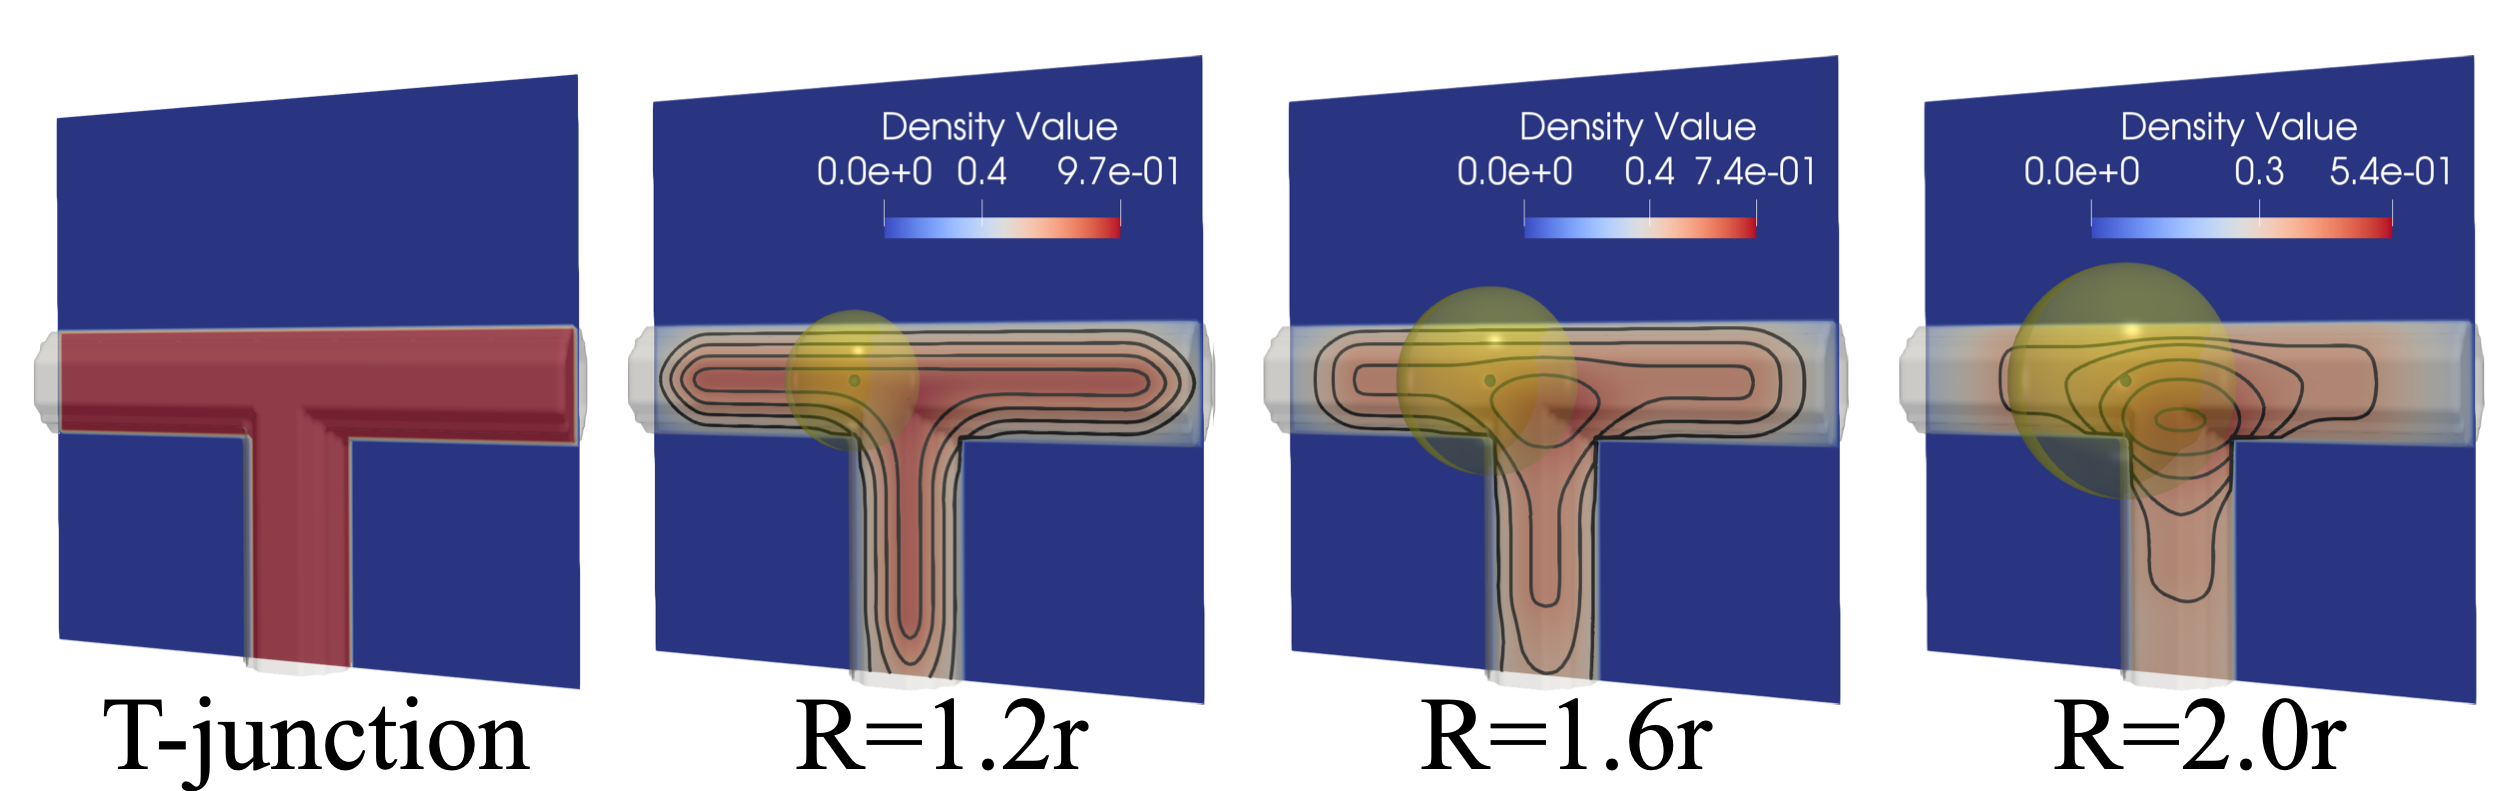 Density Value
0.0e+0 0.4 9.7e-01
Density Value
0.0e+0 0.4 7.4e-01
Density Value
0.0e+0 0.3 5.4e-01
T-junction
R=1.2r
R=1.6r
R=2.0r